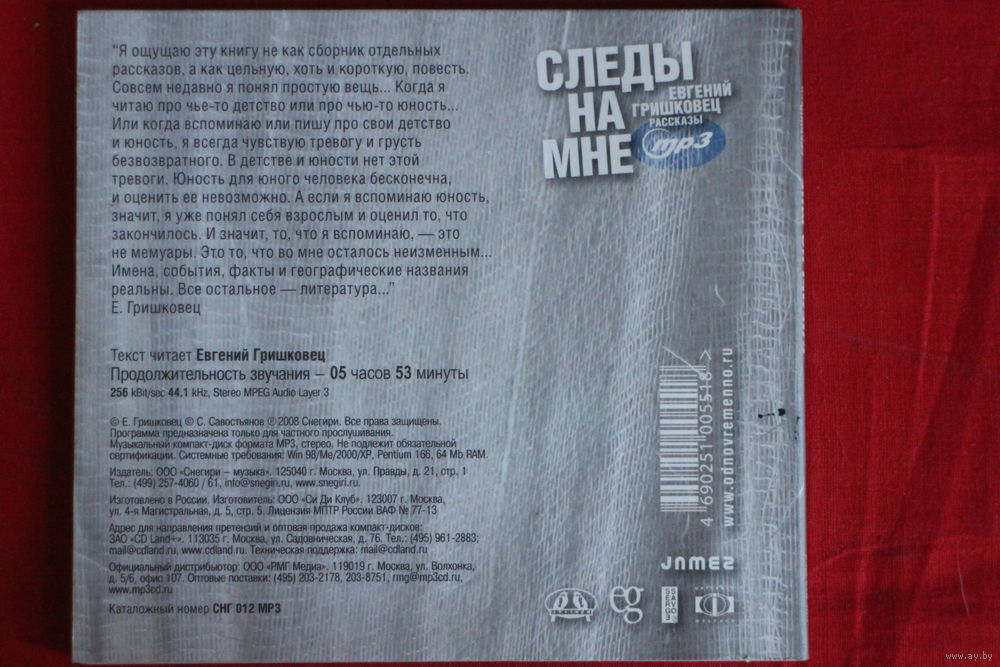 "Я ощущаю эту книгу не как сборник отдельных
рассказов, а как цельную, хоть и короткую, повесть.
Совсем недавно я понял простую вещь... Когда я
читаю про чье-то детство или про чью-то юность...
Или когда вспоминаю или пишу про свои детство
и юность, я всегда чувствую тревогу и грусть
безвозвратного. В детстве и юности нет этой
тревоги. Юность для юного человека бесконечна,
и оценить ее невозможно. А если я вспоминаю юность,
значит, я уже понял себя взрослым и оценил то, что
закончилось. И значит, то, что я вспоминаю, — это
не мемуары. Это то, что во мне осталось неизменным...
Имена, события, факты и географические названия
реальны. Все остальное — литература..."
Е. Гришковец
Текст читает Евгений Гришковец
Продолжительность звучания – 05 часов 53 минуты
256 kBit/sec 44.1 kHz, Stereo MPEG Audio Layer 3
© Е. Гришковец © С. Савостьянов ℗ 2008 Снегири. Все права защищены.
Программа предназначена только для частного прослушивания.
Музыкальный компакт-диск формата MP3, стерео. Не подлежит обязательной
сертификации. Системные требования: Win 98/Me/2000/XP, Pentium 166, 64 Mb RAM.
Издатель: ООО «Снегири – музыка». 125040 г. Москва, ул. Правды, д. 21, стр. 1
Тел.: (499) 257-4060 / 61, info@snegiri.ru, www.snegiri.ru.
Изготовлено в России. Изготовитель: ООО «Си Ди Клуб». 123007 г. Москва,
ул. 4-я Магистральная, д. 5, стр. 5. Лицензия МПТР России ВАФ № 77-13
Адрес для направления претензий и оптовая продажа компакт-дисков:
ЗАО «CD Land+». 113035 г. Москва, ул. Садовническая, д. 76. Тел.: (495) 961-2883;
mail@cdland.ru, www.cdland.ru. Техническая поддержка: mail@cdland.ru
Официальный дистрибьютор: ООО «РМГ Медиа». 119019 г. Москва, ул. Волхонка,
д. 5/6, офис 107. Оптовые поставки: (495) 203-2178, 203-8751, rmg@mp3cd.ru,
www.mp3cd.ru
Каталожный номер СНГ 012 MP3
СЛЕДЫ
НА
МНЕ
ЕВГЕНИЙ
ГРИШКОВЕЦ
РАССКАЗЫ
mp3
4 690251 005518 >
www.odnovremenno.ru
eg
www.ay.by